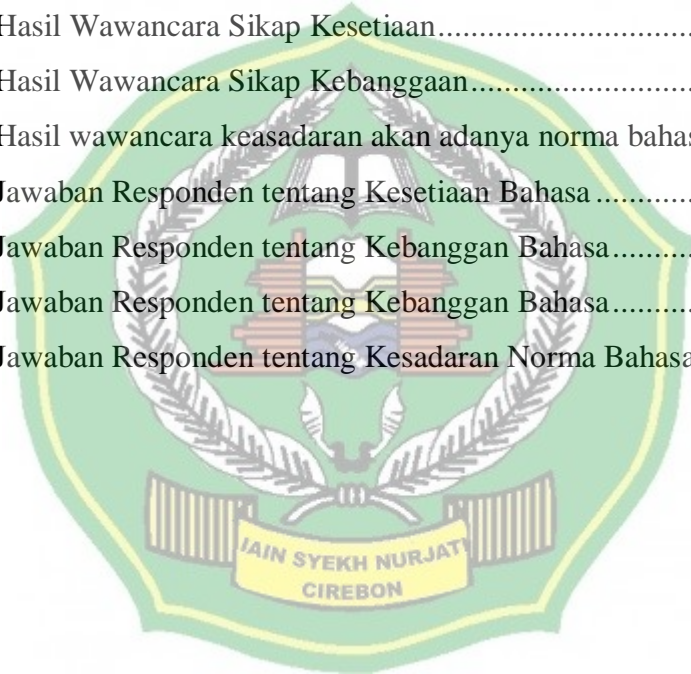 Hasil Wawancara Sikap Kesetiaan..............................
Hasil Wawancara Sikap Kebanggaan.........................
Hasil wawancara keasadaran akan adanya norma
Jawaban Responden tentang Kesetiaan Bahasa ............
Jawaban Responden tentang Kebanggan Bahasa..........
Jawaban Responden tentang Kebanggan Bahasa..........
Jawaban Responden tentang Kesadaran Norma Bahasa
IAIN SYEKH NURJATI
CIREBON